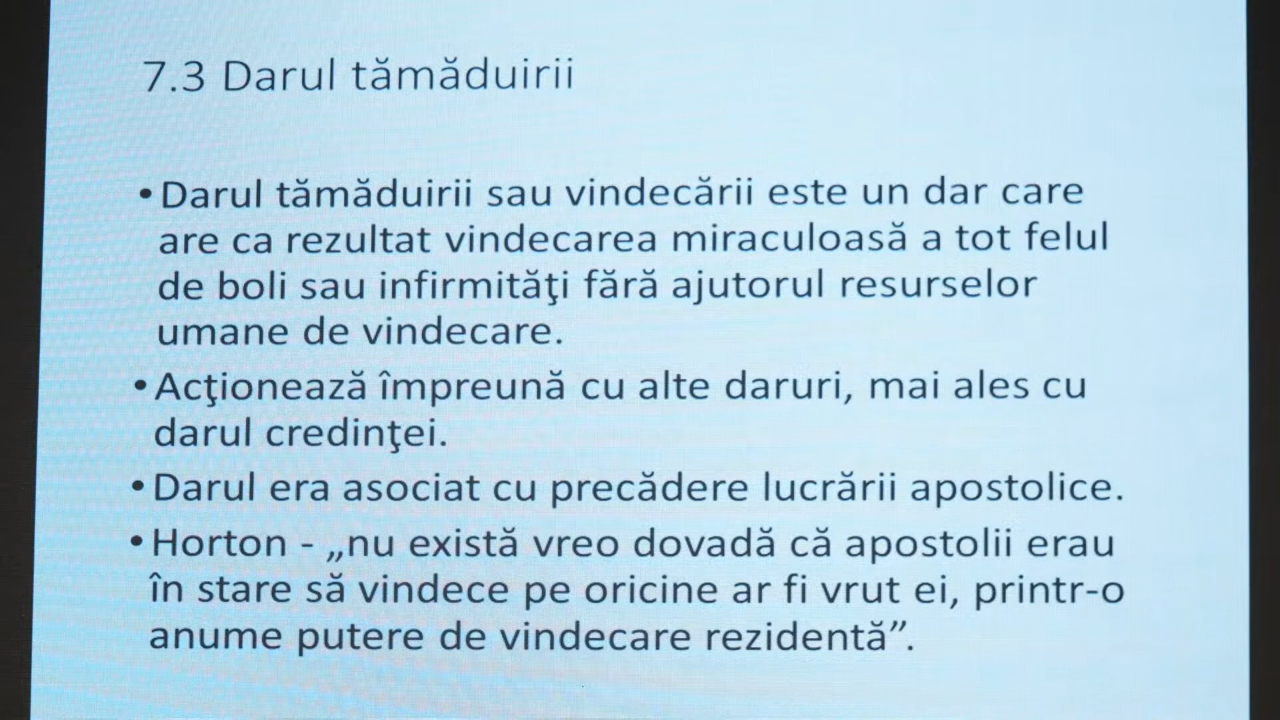 7.3 Darul tămăduirii
• Darul tămăduirii sau vindecării este un dar care
are ca rezultat vindecarea miraculoasă a tot felul
de boli sau infirmităţi fără ajutorul resurselor
umane de vindecare.
• Acţionează împreună cu alte daruri, mai ales cu
darul credinţei.
• Darul era asociat cu precădere lucrării apostolice.
• Horton - „nu există vreo dovadă că apostolii erau
în stare să vindece pe oricine ar fi vrut ei, printr-o
anume putere de vindecare rezidentă”.